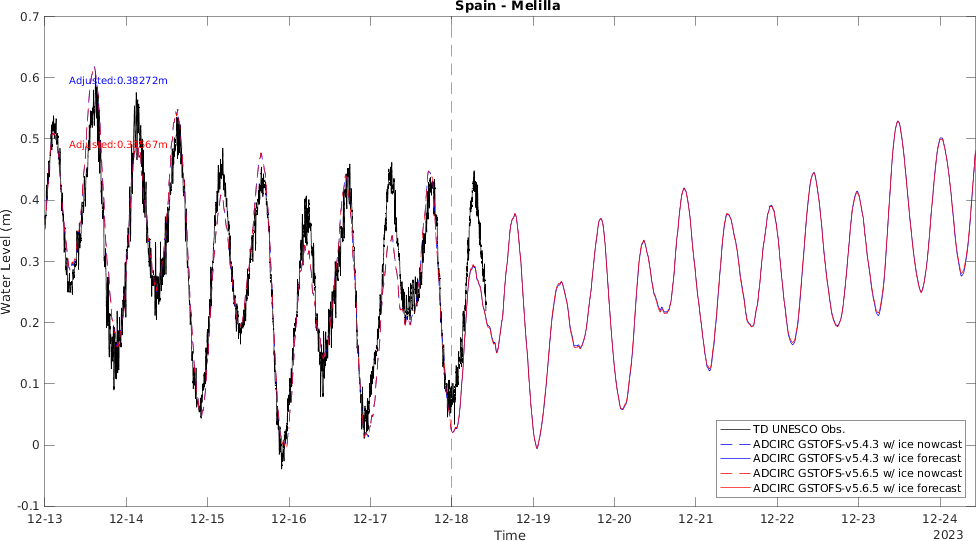 Spain - Melilla
0.7
0.6
0.5
0.4
0.3
0.2
0.1
0
-0.1
Water Level (m)
Adjusted:0.38272m
12-13
12-14
12-15
12-16
12-17
12-18
12-19
12-20
12-21
12-22
12-23
12-24
2023
Time
TD UNESCO Obs.
ADCIRC GSTOFS-v5.4.3 w/ ice nowcast
ADCIRC GSTOFS-v5.4.3 w/ ice forecast
ADCIRC GSTOFS-v5.6.5 w/ ice nowcast
ADCIRC GSTOFS-v5.6.5 w/ ice forecast